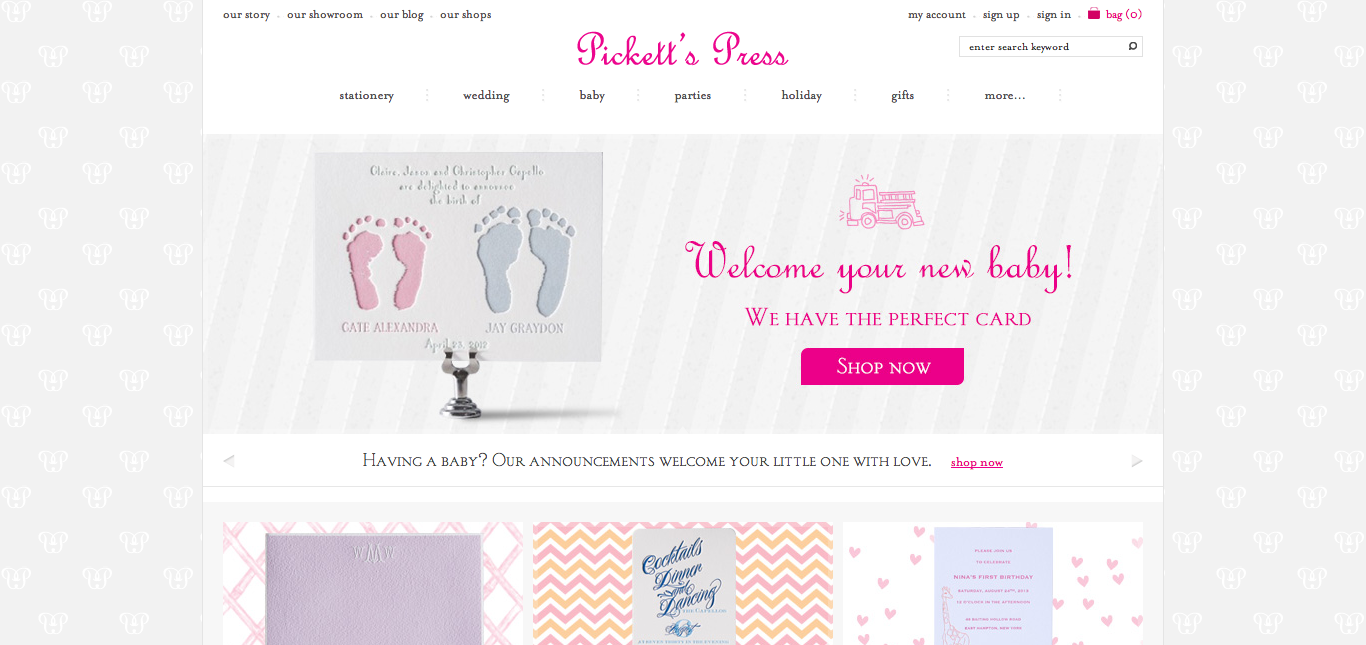 our story - our showroom - our blog - our shops
my account - sign up - sign in - bag (0)
Pickett's Press
enter search keyword
stationery
wedding
baby
parties
holiday
gifts
more...
Claire, Jason and Christopher Capello
are delighted to announce
the birth of
CATE ALEXANDRA
JAY GRAYDON
April 23, 2012
Welcome your new baby!
We have the perfect card
Shop now
Having a baby? Our announcements welcome your little one with love.
shop now
WMW
Cocktails
Dinner
and
Dancing
THE CAPELLOS
August
PLEASE JOIN US
TO CELEBRATE
NINA'S FIRST BIRTHDAY
SATURDAY, AUGUST 24TH, 2012
12 O'CLOCK IN THE AFTERNOON
EAST HAMPTON, NEW YORK